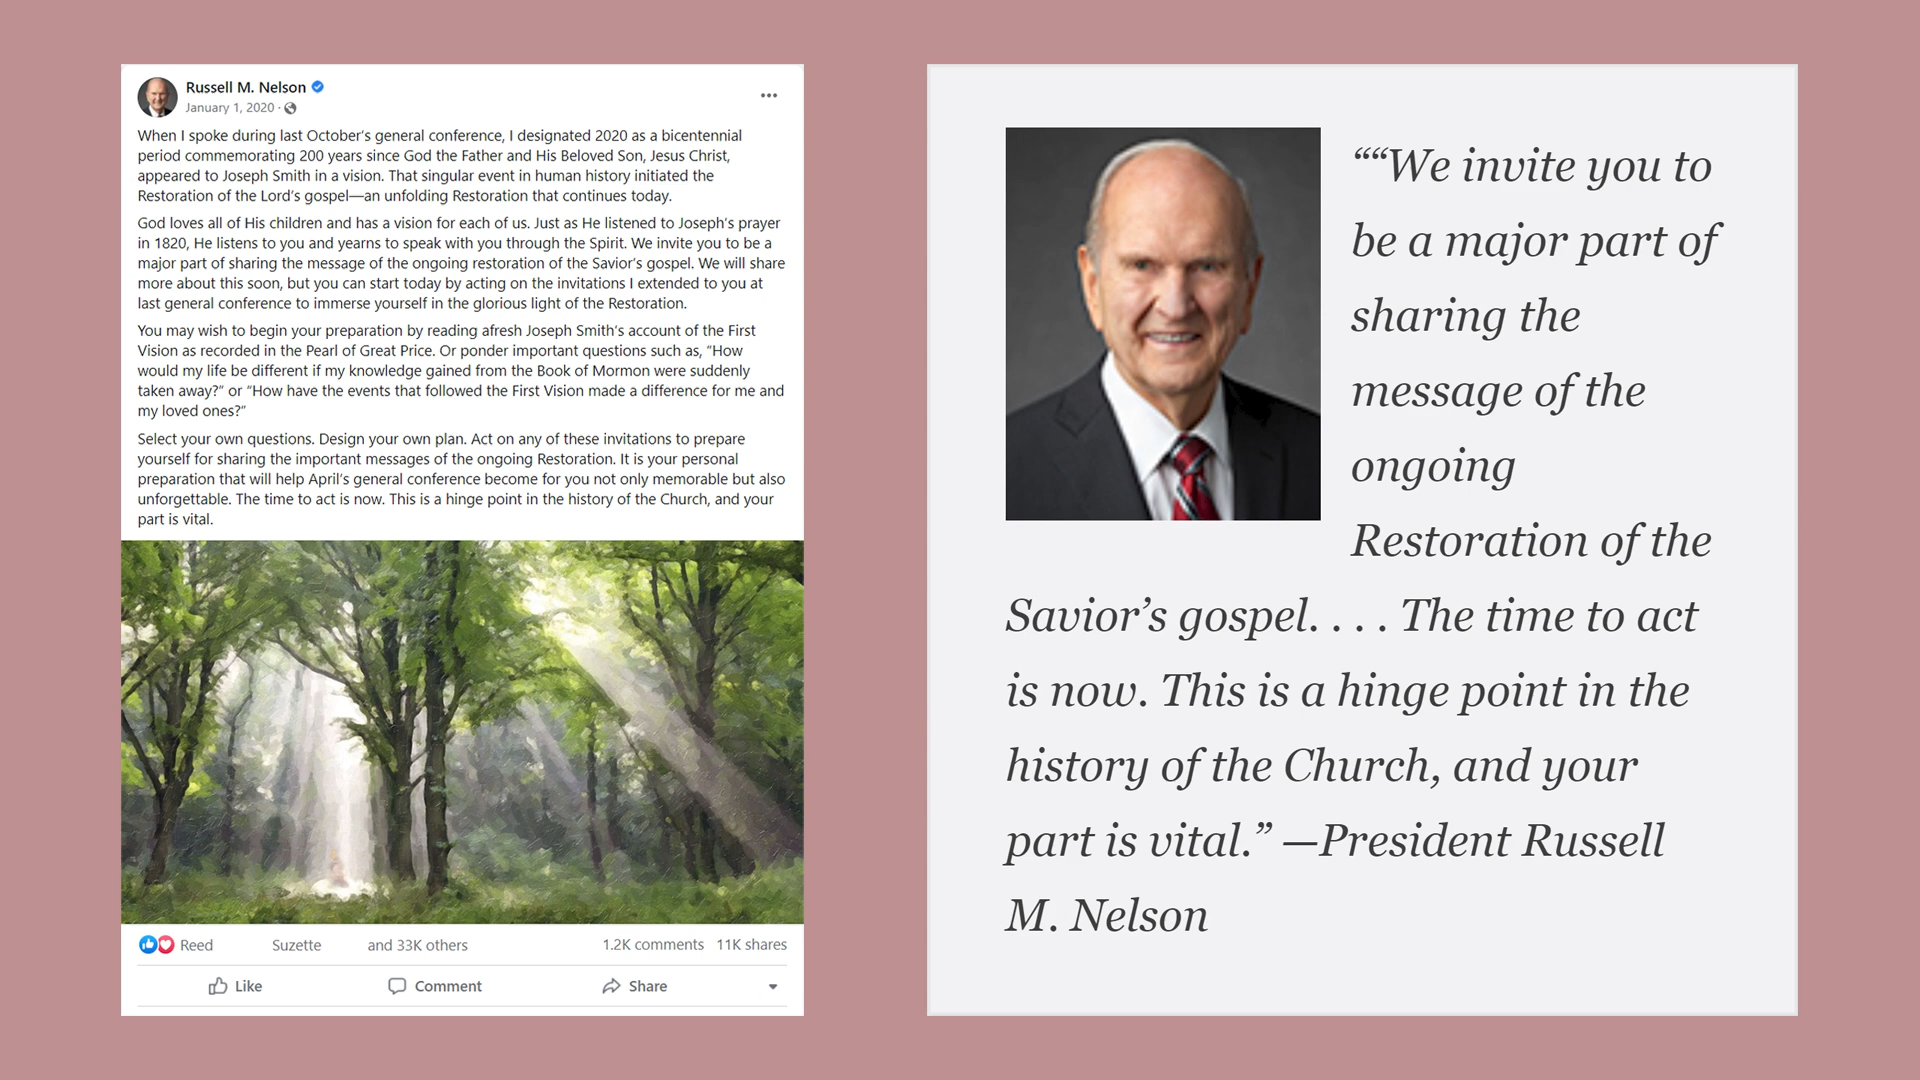 Russell M. Nelson
January 1, 2020 ·
When I spoke during last October's general conference, I designated 2020 as a bicentennial
period commemorating 200 years since God the Father and His Beloved Son, Jesus Christ,
appeared to Joseph Smith in a vision. That singular event in human history initiated the
Restoration of the Lord's gospel—an unfolding Restoration that continues today.
God loves all of His children and has a vision for each of us. Just as He listened to Joseph's prayer
in 1820, He listens to you and yearns to speak with you through the Spirit. We invite you to be a
major part of sharing the message of the ongoing restoration of the Savior's gospel. We will share
more about this soon, but you can start today by acting on the invitations I extended to you at
last general conference to immerse yourself in the glorious light of the Restoration.
You may wish to begin your preparation by reading afresh Joseph Smith's account of the First
Vision as recorded in the Pearl of Great Price. Or ponder important questions such as, "How
would my life be different if my knowledge gained from the Book of Mormon were suddenly
taken away?" or "How have the events that followed the First Vision made a difference for me and
my loved ones?"
Select your own questions. Design your own plan. Act on any of these invitations to prepare
yourself for sharing the important messages of the ongoing Restoration. It is your personal
preparation that will help April's general conference become for you not only memorable but also
unforgettable. The time to act is now. This is a hinge point in the history of the Church, and your
part is vital.
Reed Suzette and 33K others 1.2K comments 11K shares
Like Comment Share
““We invite you to
be a major part of
sharing the
message of the
ongoing
Restoration of the
Savior’s gospel. . . . The time to act
is now. This is a hinge point in the
history of the Church, and your
part is vital.” —President Russell
M. Nelson